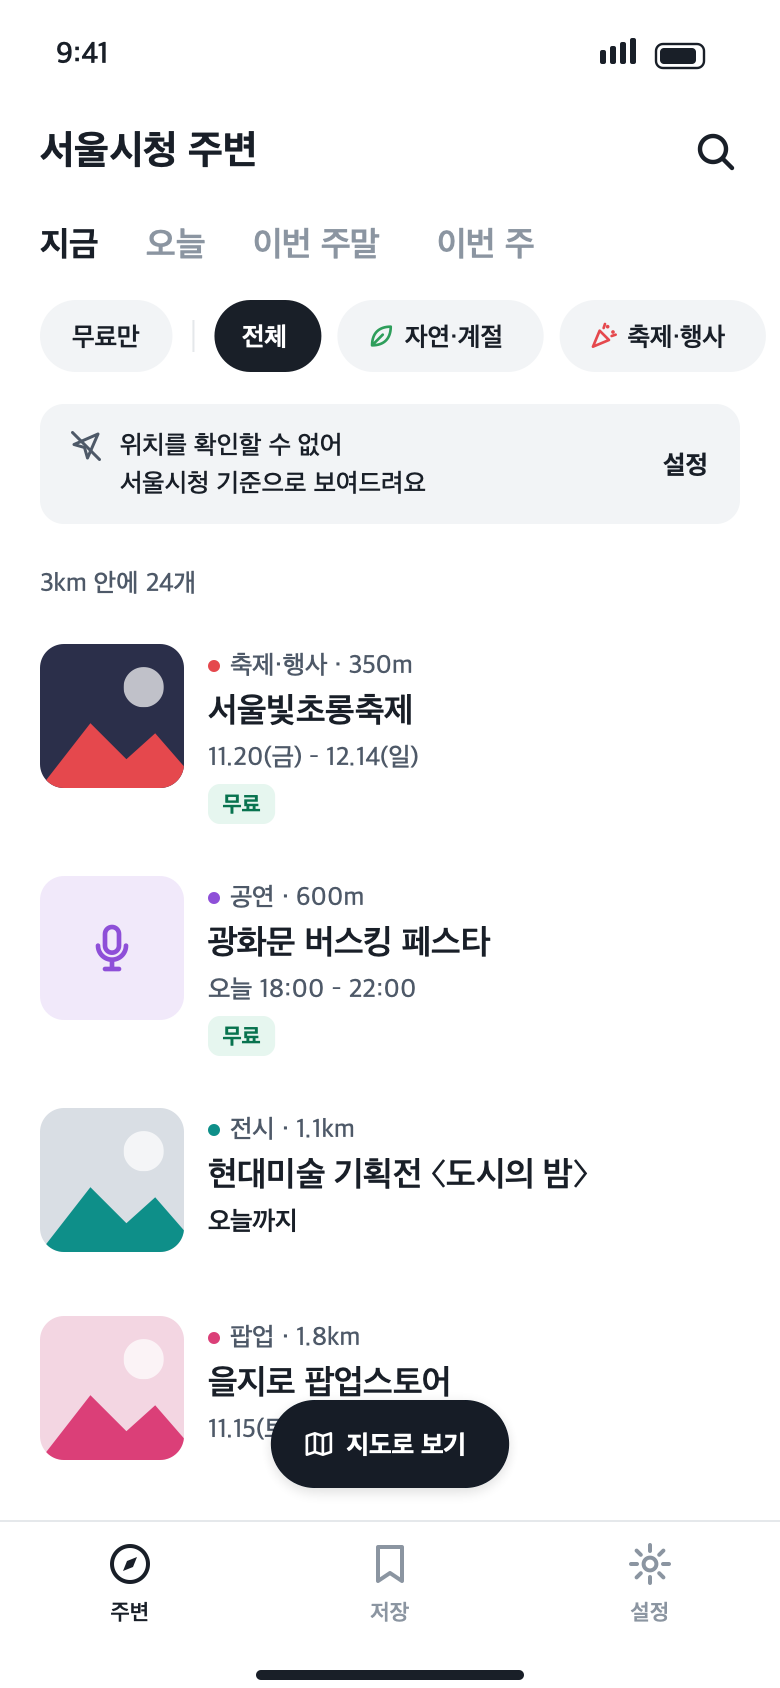 9:41
서울시청 주변
지금 오늘 이번 주말 이번 주
무료만 전체 자연·계절 축제·행사
위치를 확인할 수 없어
서울시청 기준으로 보여드려요
설정
3km 안에 24개
축제·행사 · 350m
서울빛초롱축제
11.20(금) - 12.14(일)
무료
공연 · 600m
광화문 버스킹 페스타
오늘 18:00 - 22:00
무료
전시 · 1.1km
현대미술 기획전 〈도시의 밤〉
오늘까지
팝업 · 1.8km
을지로 팝업스토어
11.15(토
지도로 보기
주변 저장 설정